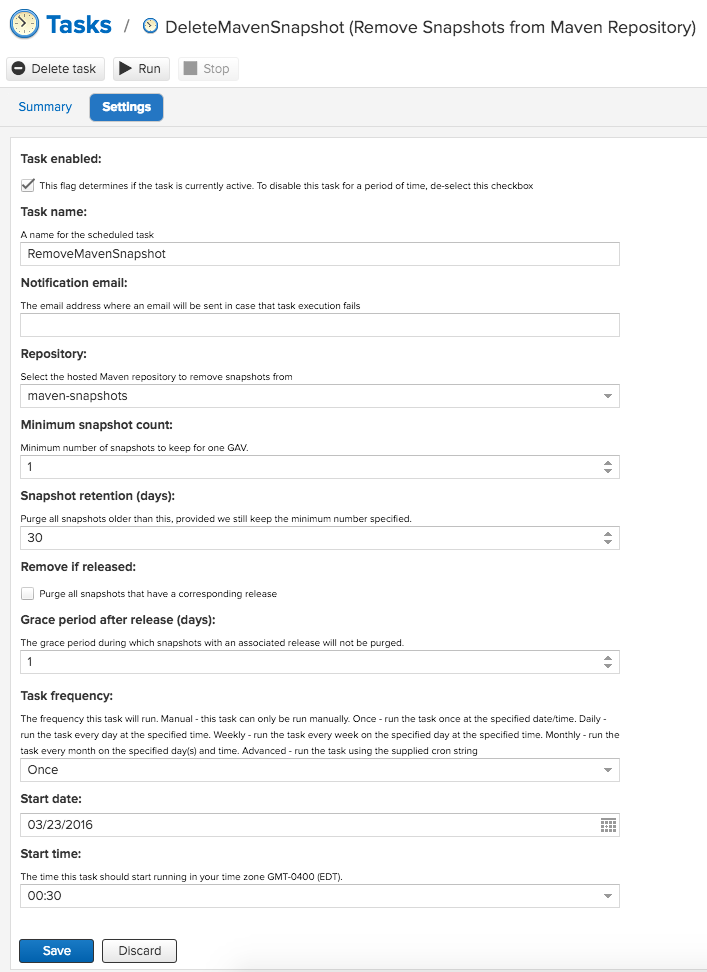 Tasks / DeleteMavenSnapshot (Remove Snapshots from Maven Repository)
Delete task Run Stop
Summary Settings
Task enabled:
This flag determines if the task is currently active. To disable this task for a period of time, de-select this checkbox
Task name:
A name for the scheduled task
RemoveMavenSnapshot
Notification email:
The email address where an email will be sent in case that task execution fails
Repository:
Select the hosted Maven repository to remove snapshots from
maven-snapshots
Minimum snapshot count:
Minimum number of snapshots to keep for one GAV.
1
Snapshot retention (days):
Purge all snapshots older than this, provided we still keep the minimum number specified.
30
Remove if released:
Purge all snapshots that have a corresponding release
Grace period after release (days):
The grace period during which snapshots with an associated release will not be purged.
1
Task frequency:
The frequency this task will run. Manual - this task can only be run manually. Once - run the task once at the specified date/time. Daily -
run the task every day at the specified time. Weekly - run the task every week on the specified day at the specified time. Monthly - run the
task every month on the specified day(s) and time. Advanced - run the task using the supplied cron string
Once
Start date:
03/23/2016
Start time:
The time this task should start running in your time zone GMT-0400 (EDT).
00:30
Save Discard